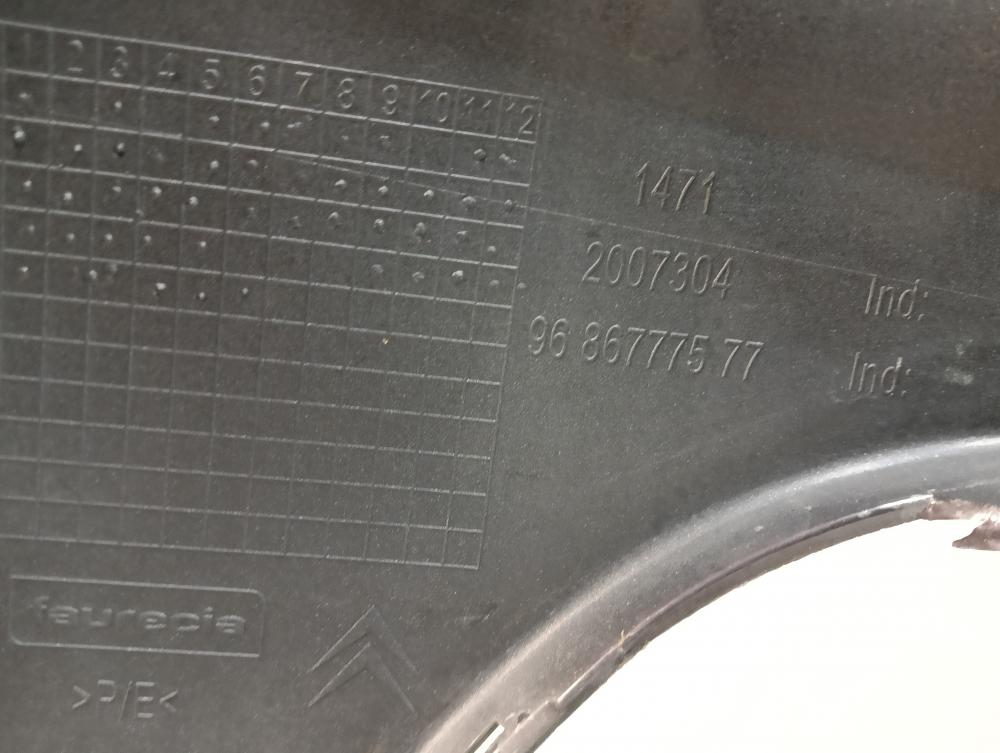 1 2 3 4 5 6 7 8 9 10 11 12
1471
2007304 Ind:
96 867775 77 Ind:
faurecia
>P/E<